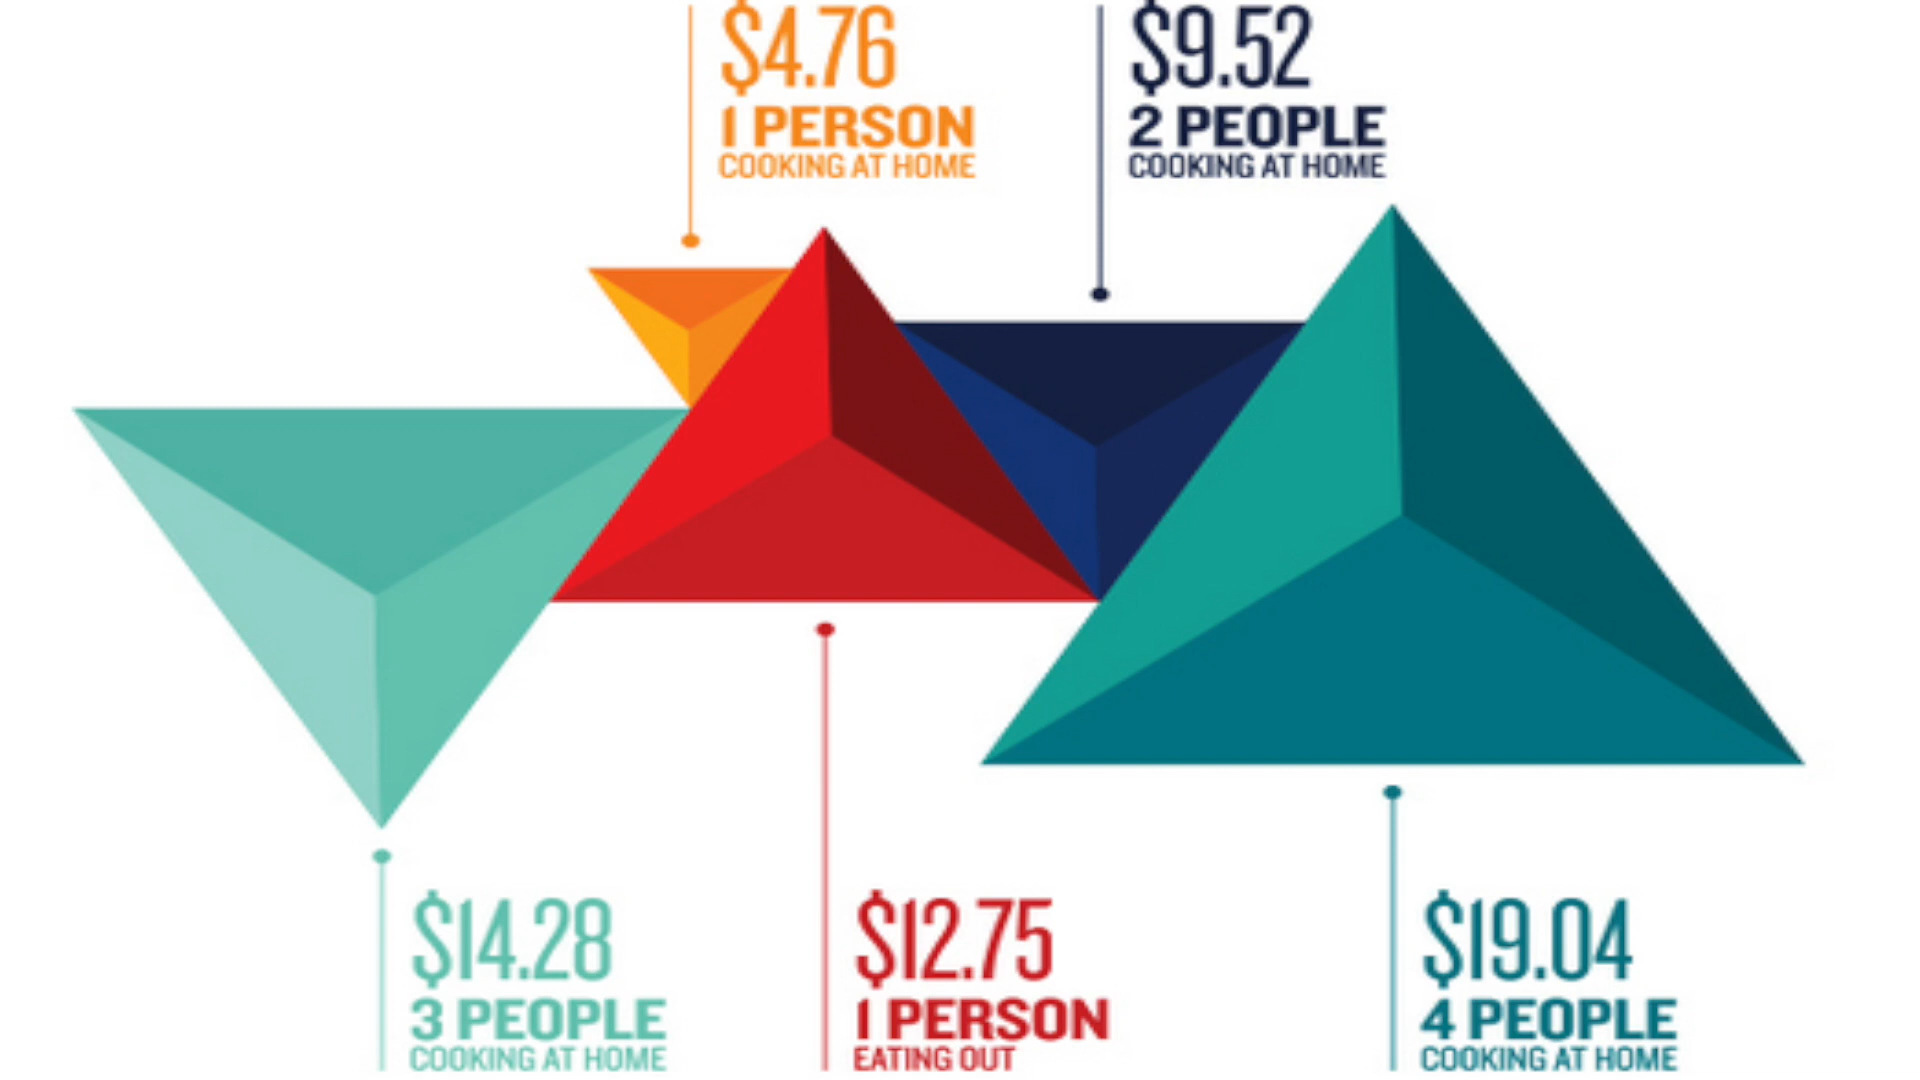 $4.76
1 PERSON
COOKING AT HOME
$9.52
2 PEOPLE
COOKING AT HOME
$14.28
3 PEOPLE
COOKING AT HOME
$12.75
1 PERSON
EATING OUT
$19.04
4 PEOPLE
COOKING AT HOME